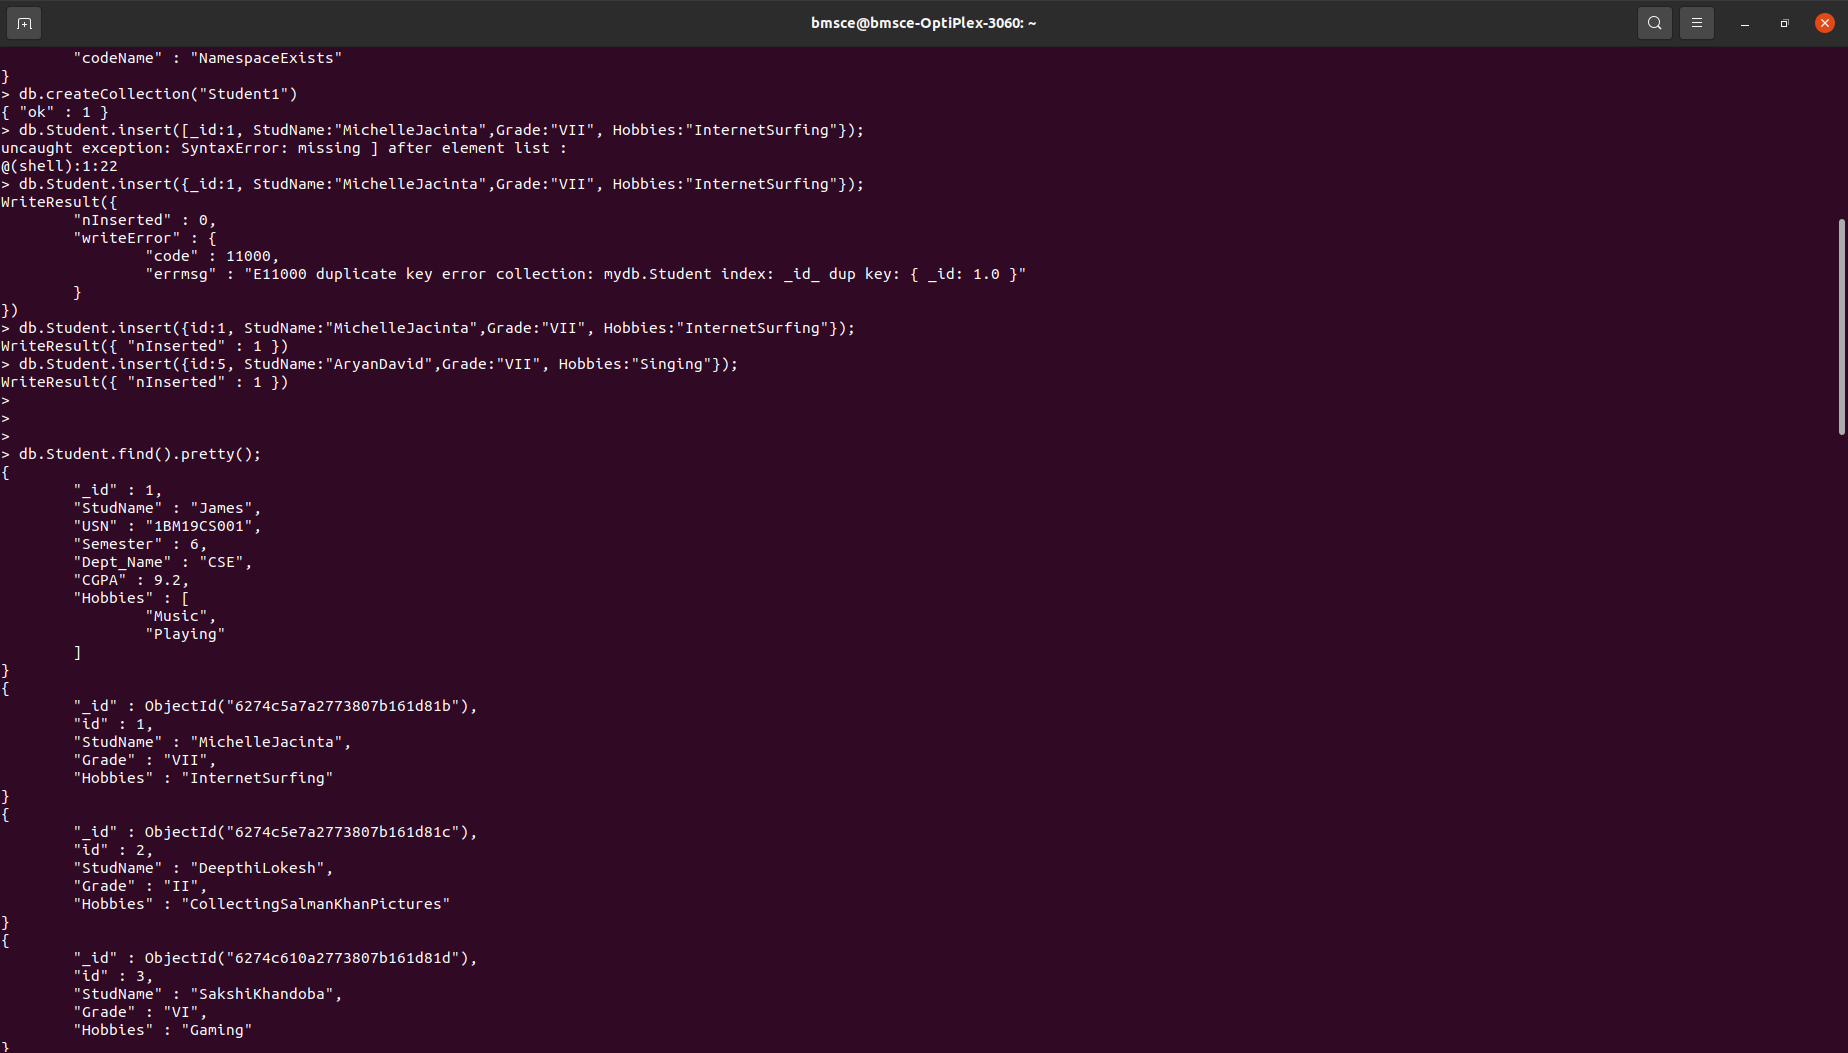 bmsce@bmsce-OptiPlex-3060: ~
        "codeName" : "NamespaceExists"
}
> db.createCollection("Student1")
{ "ok" : 1 }
> db.Student.insert([_id:1, StudName:"MichelleJacinta",Grade:"VII", Hobbies:"InternetSurfing"});
uncaught exception: SyntaxError: missing ] after element list :
@(shell):1:22
> db.Student.insert({_id:1, StudName:"MichelleJacinta",Grade:"VII", Hobbies:"InternetSurfing"});
WriteResult({
        "nInserted" : 0,
        "writeError" : {
                "code" : 11000,
                "errmsg" : "E11000 duplicate key error collection: mydb.Student index: _id_ dup key: { _id: 1.0 }"
        }
})
> db.Student.insert({id:1, StudName:"MichelleJacinta",Grade:"VII", Hobbies:"InternetSurfing"});
WriteResult({ "nInserted" : 1 })
> db.Student.insert({id:5, StudName:"AryanDavid",Grade:"VII", Hobbies:"Singing"});
WriteResult({ "nInserted" : 1 })
>
>
>
> db.Student.find().pretty();
{
        "_id" : 1,
        "StudName" : "James",
        "USN" : "1BM19CS001",
        "Semester" : 6,
        "Dept_Name" : "CSE",
        "CGPA" : 9.2,
        "Hobbies" : [
                "Music",
                "Playing"
        ]
}
{
        "_id" : ObjectId("6274c5a7a2773807b161d81b"),
        "id" : 1,
        "StudName" : "MichelleJacinta",
        "Grade" : "VII",
        "Hobbies" : "InternetSurfing"
}
{
        "_id" : ObjectId("6274c5e7a2773807b161d81c"),
        "id" : 2,
        "StudName" : "DeepthiLokesh",
        "Grade" : "II",
        "Hobbies" : "CollectingSalmanKhanPictures"
}
{
        "_id" : ObjectId("6274c610a2773807b161d81d"),
        "id" : 3,
        "StudName" : "SakshiKhandoba",
        "Grade" : "VI",
        "Hobbies" : "Gaming"
}